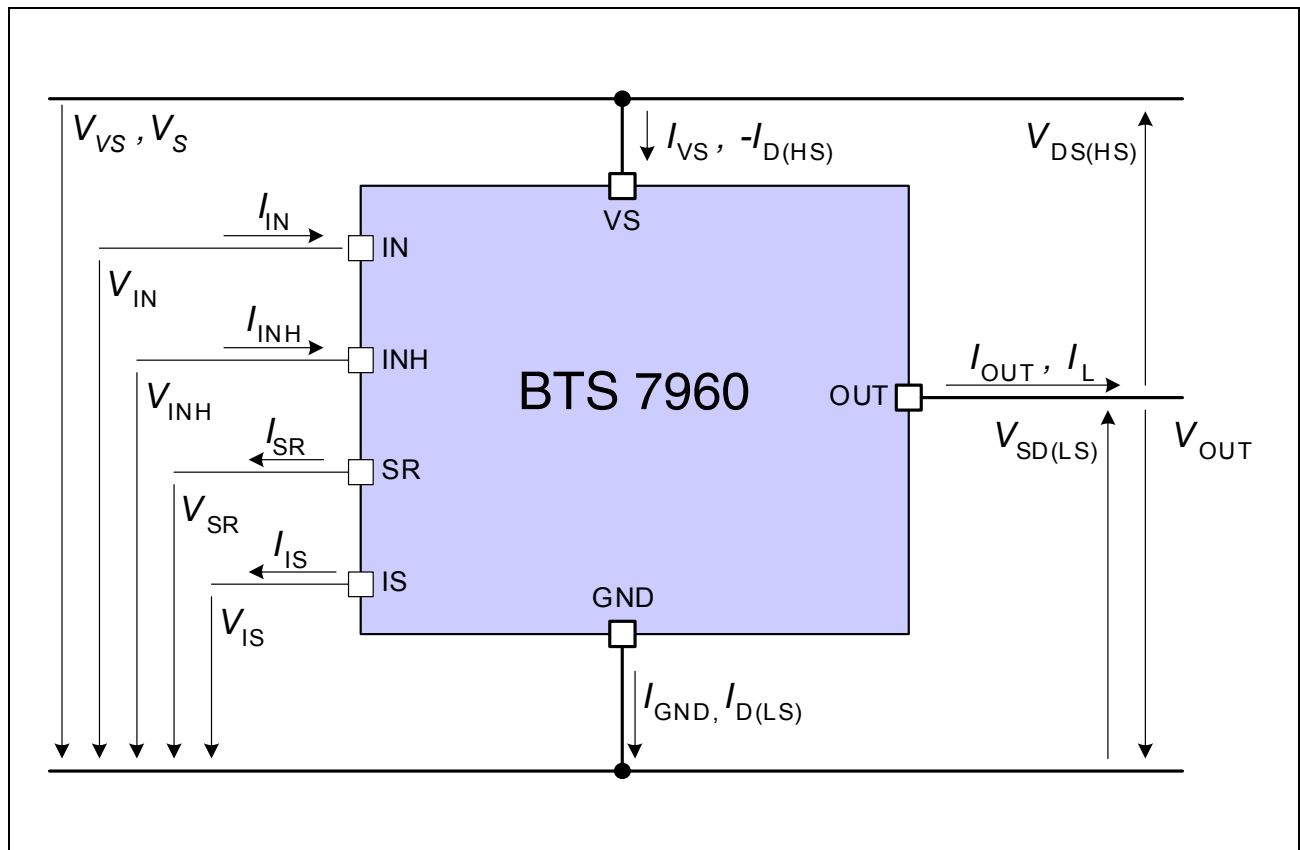 V_VS , V_S
I_VS , -I_D(HS)
V_DS(HS)
VS
I_IN
IN
V_IN
I_INH
INH
V_INH
BTS 7960
OUT
I_OUT , I_L
I_SR
SR
V_SR
V_SD(LS)
V_OUT
I_IS
IS
V_IS
GND
I_GND, I_D(LS)